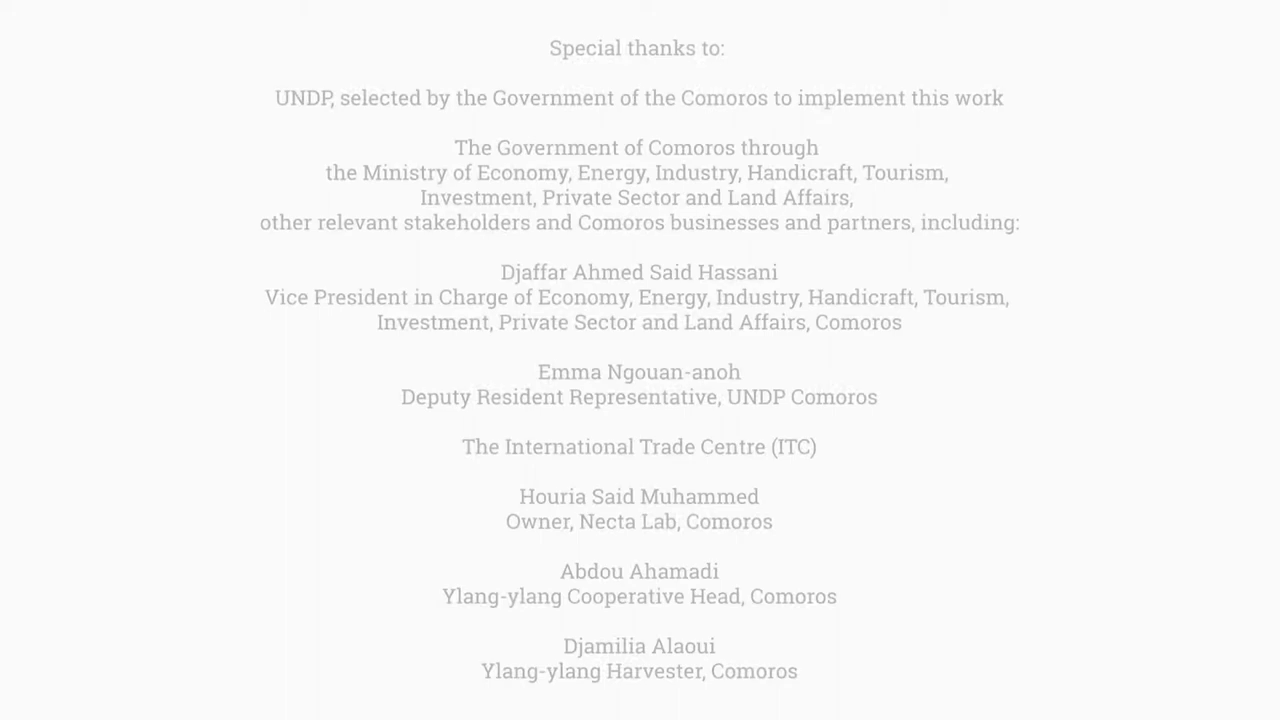 Special thanks to:
UNDP, selected by the Government of the Comoros to implement this work
The Government of Comoros through
the Ministry of Economy, Energy, Industry, Handicraft, Tourism,
Investment, Private Sector and Land Affairs,
other relevant stakeholders and Comoros businesses and partners, including:
Djaffar Ahmed Said Hassani
Vice President in Charge of Economy, Energy, Industry, Handicraft, Tourism,
Investment, Private Sector and Land Affairs, Comoros
Emma Ngouan-anoh
Deputy Resident Representative, UNDP Comoros
The International Trade Centre (ITC)
Houria Said Muhammed
Owner, Necta Lab, Comoros
Abdou Ahamadi
Ylang-ylang Cooperative Head, Comoros
Djamilia Alaoui
Ylang-ylang Harvester, Comoros